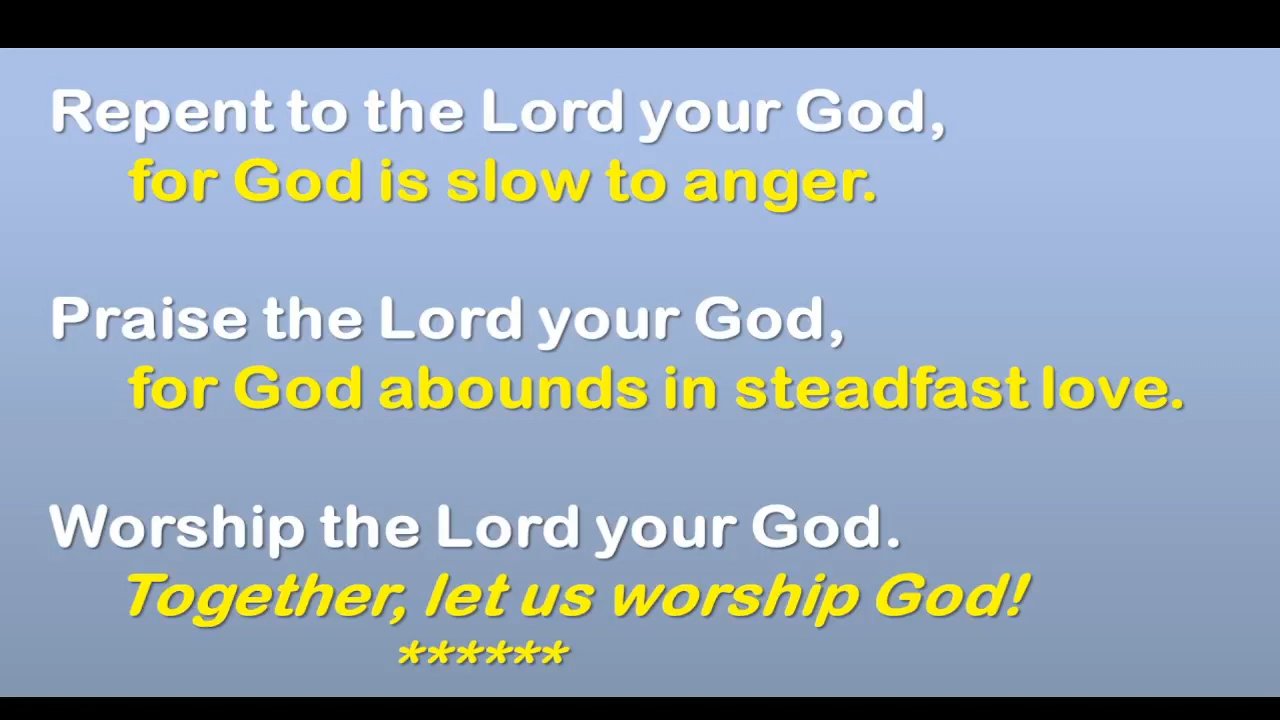 Repent to the Lord your God,
for God is slow to anger.
Praise the Lord your God,
for God abounds in steadfast love.
Worship the Lord your God.
Together, let us worship God!
******